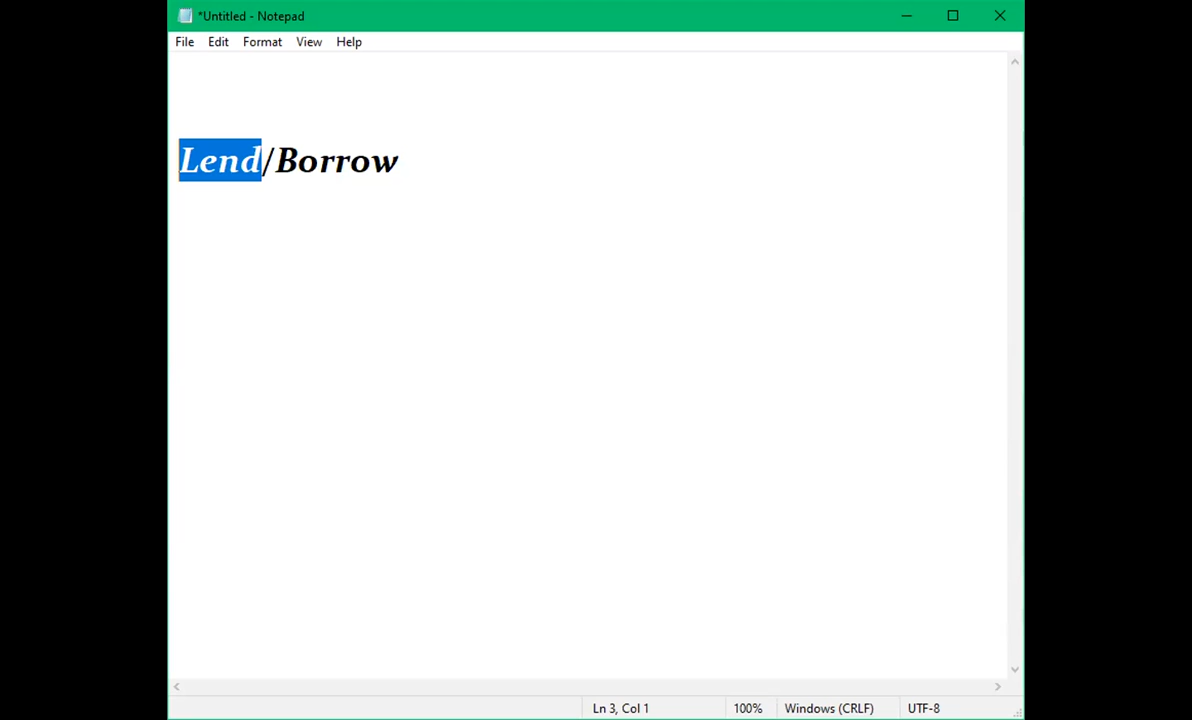 *Untitled - Notepad
File Edit Format View Help
Lend/Borrow
Ln 3, Col 1 100% Windows (CRLF) UTF-8